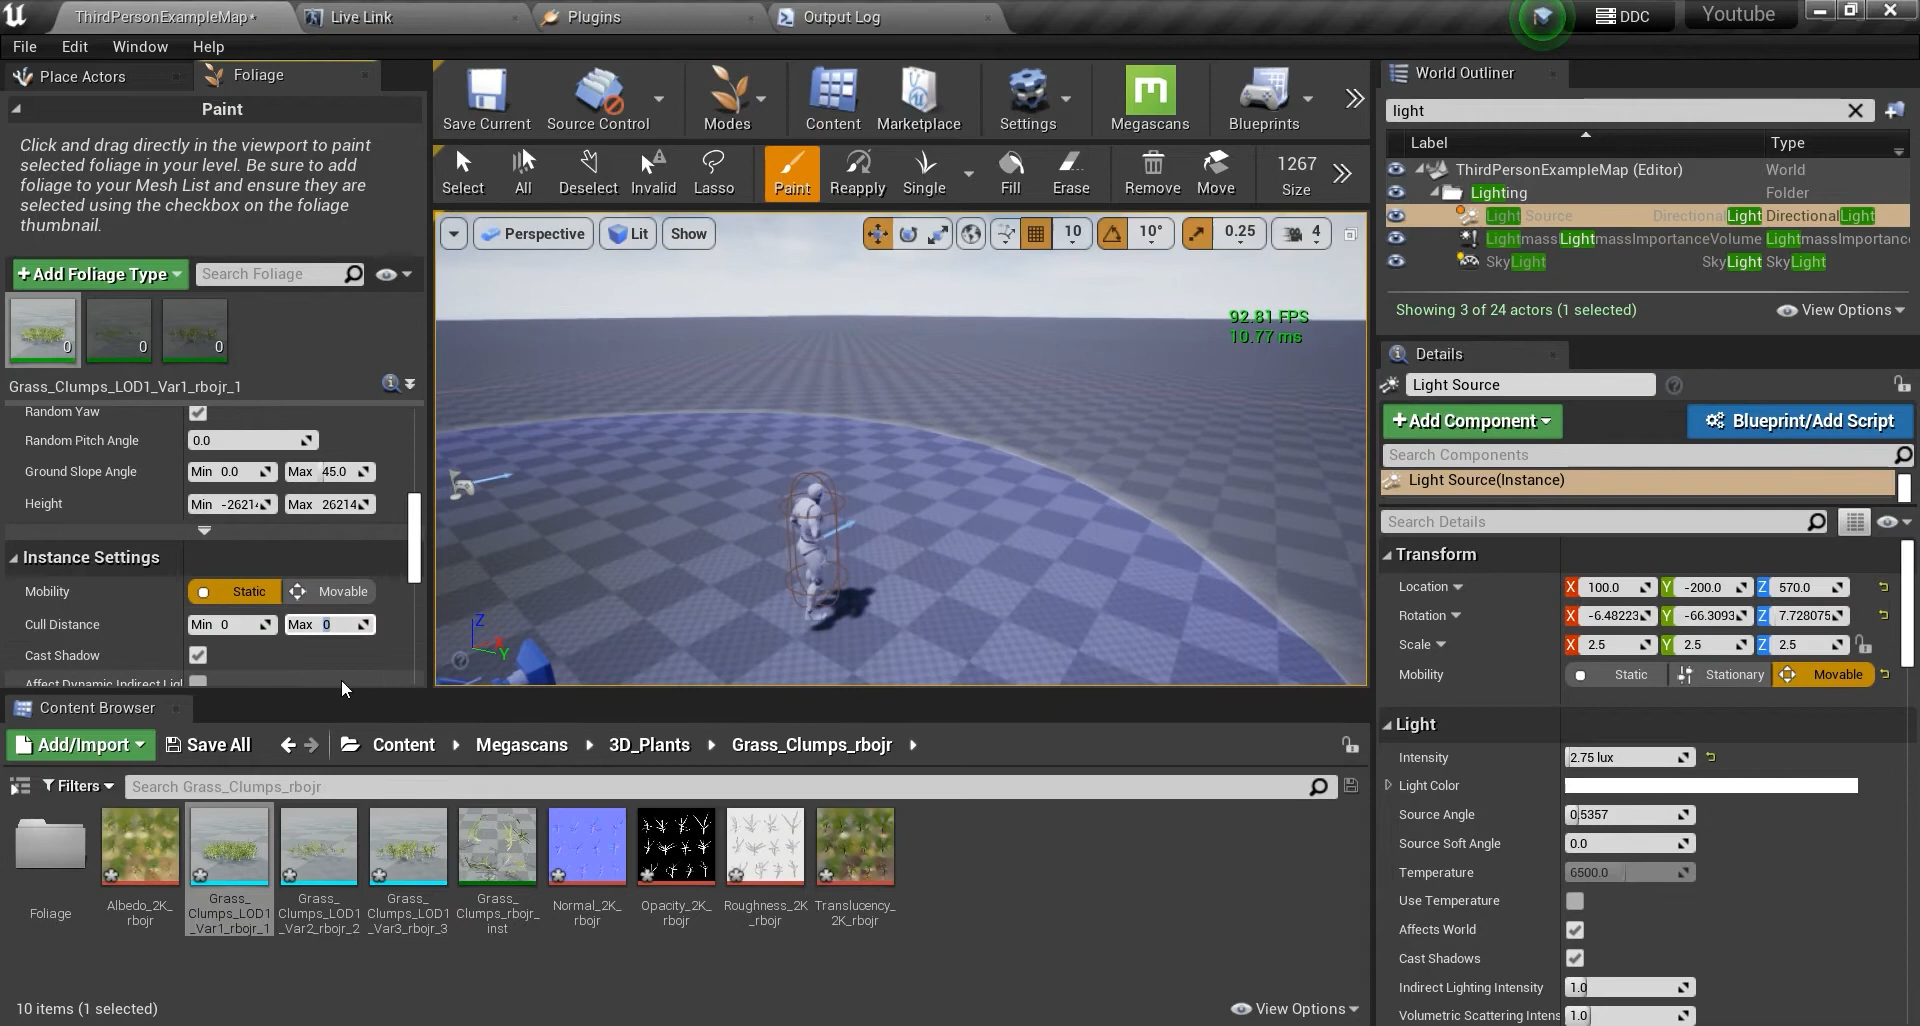 ThirdPersonExampleMap*
Live Link
Plugins
Output Log
DDC
Youtube
File Edit Window Help
Place Actors
Foliage
Paint
Click and drag directly in the viewport to paint
selected foliage in your level. Be sure to add
foliage to your Mesh List and ensure they are
selected using the checkbox on the foliage
thumbnail.
+Add Foliage Type
Search Foliage
0 0 0
Grass_Clumps_LOD1_Var1_rbojr_1
Random Yaw
Random Pitch Angle 0.0
Ground Slope Angle Min 0.0 Max 45.0
Height Min -2621 Max 26214
Instance Settings
Mobility Static Movable
Cull Distance Min 0 Max 0
Cast Shadow
Affect Dynamic Indirect Ligh
Save Current Source Control Modes Content Marketplace Settings Megascans Blueprints
Select All Deselect Invalid Lasso Paint Reapply Single Fill Erase Remove Move
1267
Size
Perspective Lit Show
10 10° 0.25 4
92.81 FPS
10.77 ms
Z
X
Y
World Outliner
light
Label Type
ThirdPersonExampleMap (Editor) World
Lighting Folder
Light Source DirectionalLight DirectionalLight
LightmassLightmassImportanceVolume LightmassImportanc
SkyLight SkyLight SkyLight
Showing 3 of 24 actors (1 selected)
View Options
Details
Light Source
+Add Component
Blueprint/Add Script
Search Components
Light Source(Instance)
Search Details
Transform
Location X 100.0 Y -200.0 Z 570.0
Rotation X -6.48223 Y -66.3093 Z 7.728075
Scale X 2.5 Y 2.5 Z 2.5
Mobility Static Stationary Movable
Light
Intensity 2.75 lux
Light Color
Source Angle 0.5357
Source Soft Angle 0.0
Temperature 6500.0
Use Temperature
Affects World
Cast Shadows
Indirect Lighting Intensity 1.0
Volumetric Scattering Intens 1.0
Content Browser
Add/Import
Save All
Content Megascans 3D_Plants Grass_Clumps_rbojr
Filters
Search Grass_Clumps_rbojr
Foliage
Albedo_2K_
rbojr
Grass_
Clumps_LOD1
_Var1_rbojr_1
Grass_
Clumps_LOD1
_Var2_rbojr_2
Grass_
Clumps_LOD1
_Var3_rbojr_3
Grass_
Clumps_rbojr_
inst
Normal_2K_
rbojr
Opacity_2K_
rbojr
Roughness_2K
_rbojr
Translucency_
2K_rbojr
10 items (1 selected)
View Options